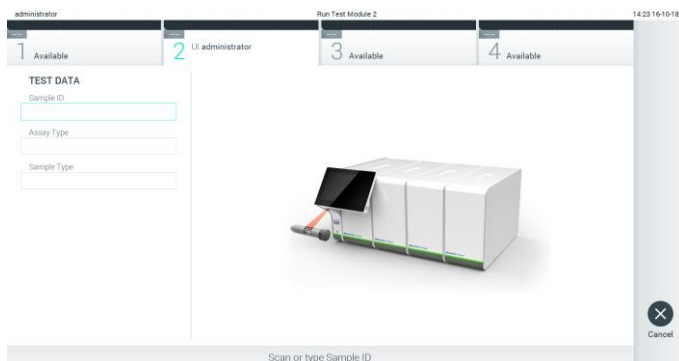 administrator
Run Test Module 2
14:23 16-10-18
1 Available
2 UI administrator
3 Available
4 Available
TEST DATA
Sample ID
Assay Type
Sample Type
Cancel
Scan or type Sample ID